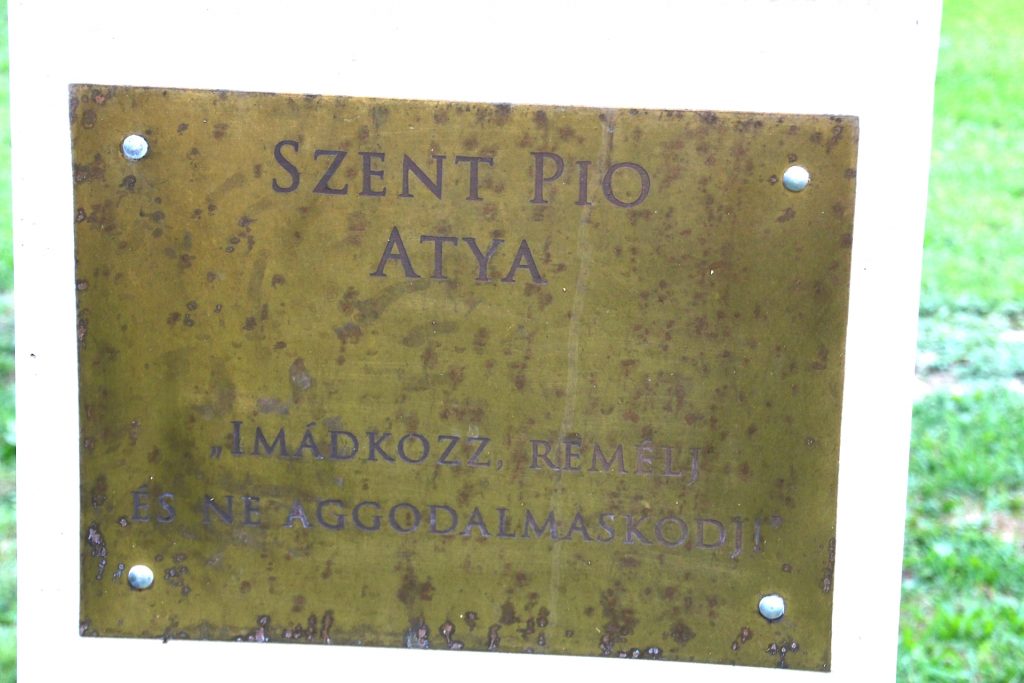 SZENT PIO
ATYA
„IMÁDKOZZ, REMÉLJ
ÉS NE AGGODALMASKODJ!”